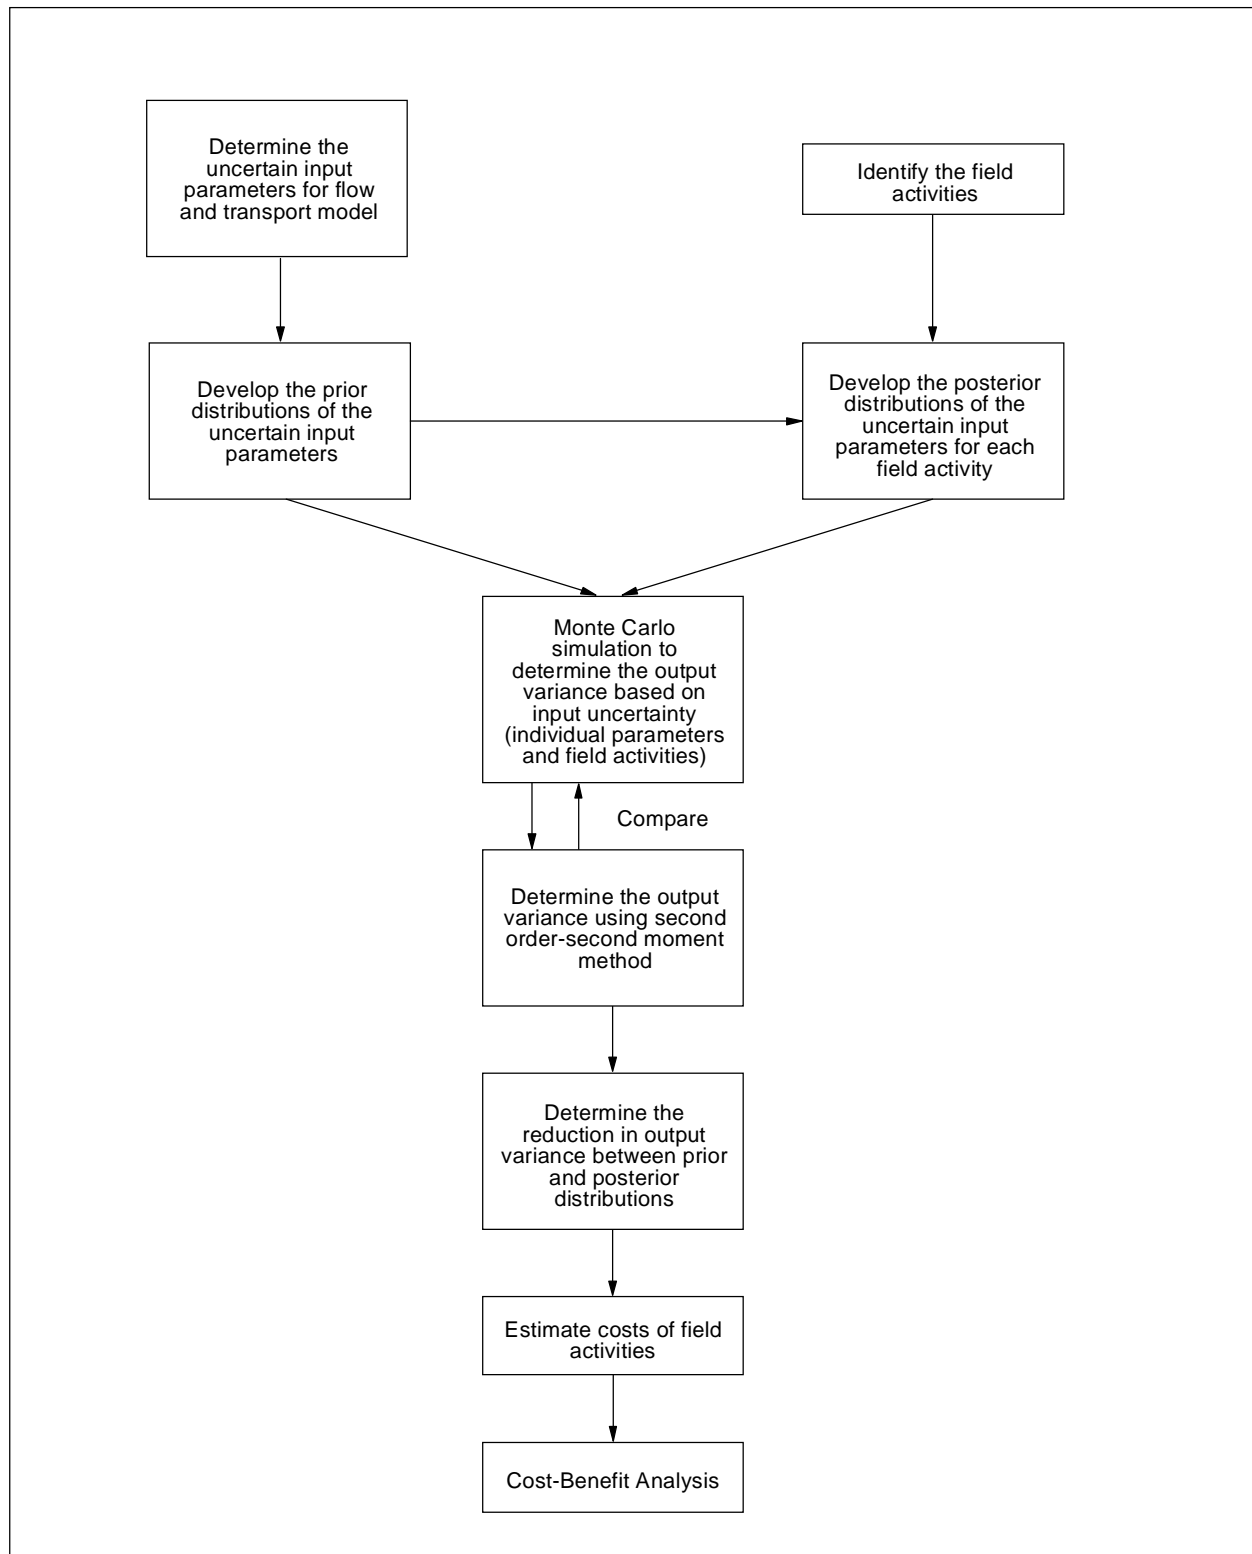 Determine the
uncertain input
parameters for flow
and transport model
Identify the field
activities
Develop the prior
distributions of the
uncertain input
parameters
Develop the posterior
distributions of the
uncertain input
parameters for each
field activity
Monte Carlo
simulation to
determine the output
variance based on
input uncertainty
(individual parameters
and field activities)
Compare
Determine the output
variance using second
order-second moment
method
Determine the
reduction in output
variance between prior
and posterior
distributions
Estimate costs of field
activities
Cost-Benefit Analysis